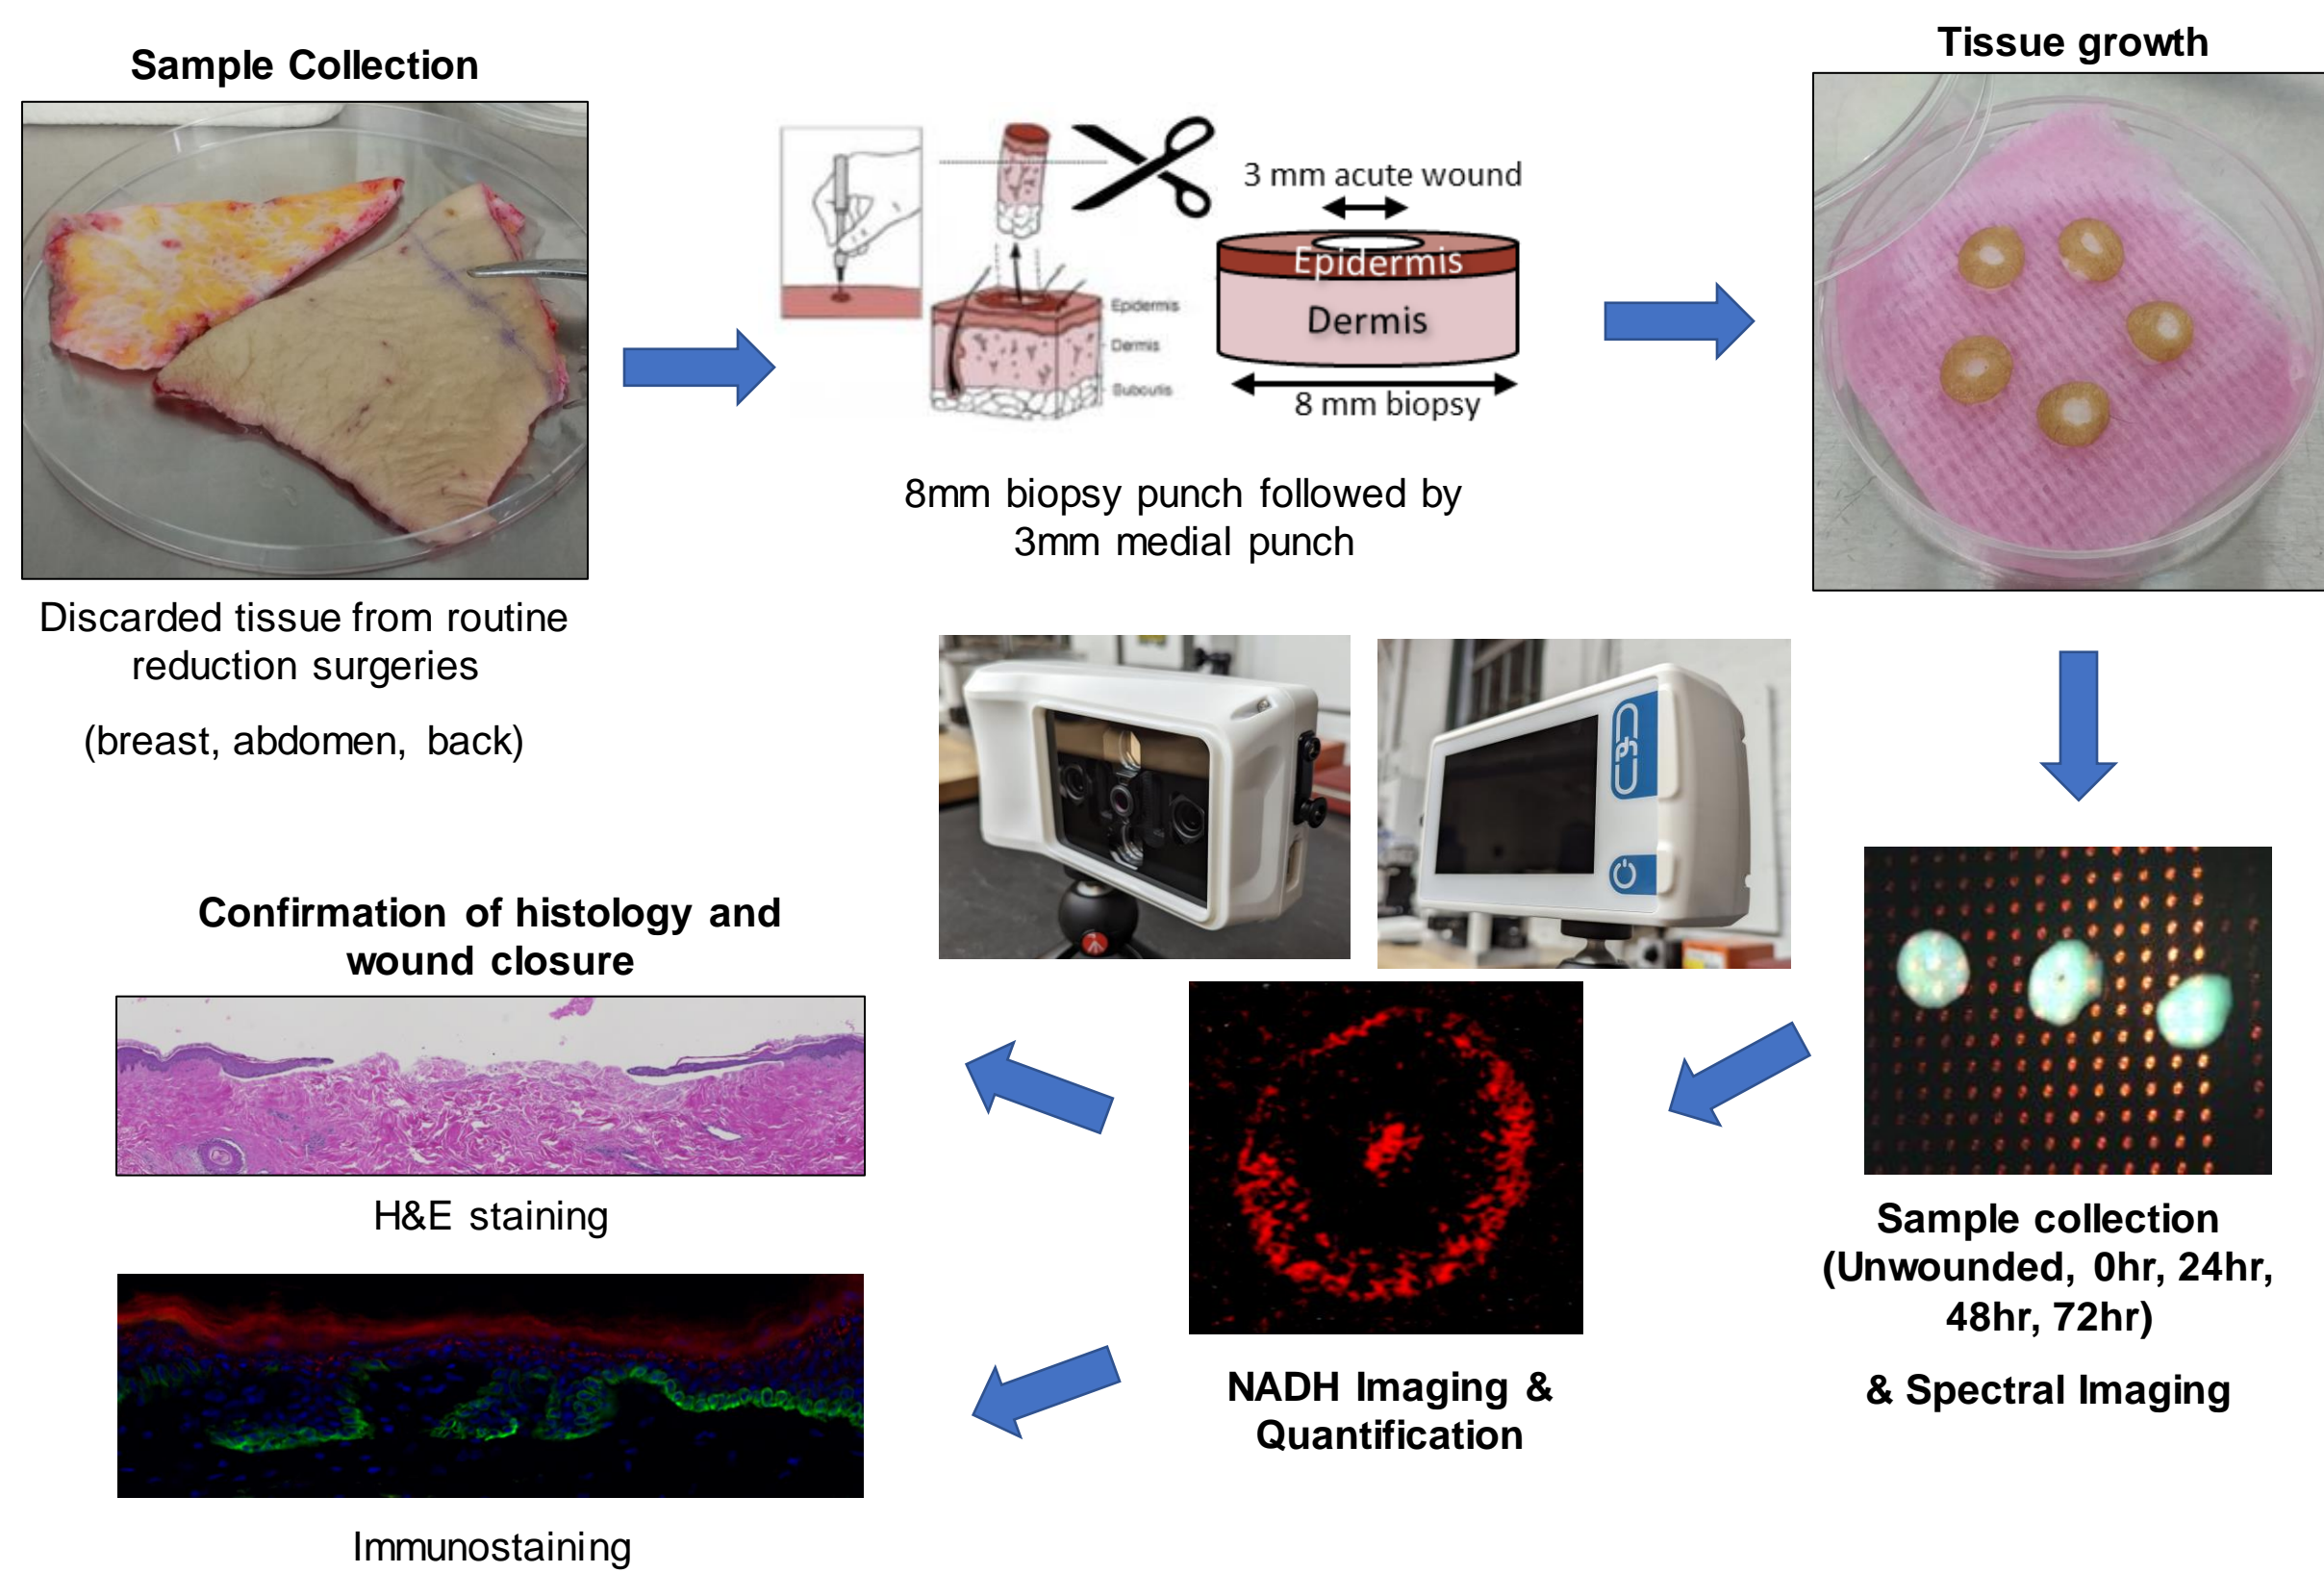 Sample Collection
Discarded tissue from routine
reduction surgeries
(breast, abdomen, back)
Epidermis
Dermis
Subcutis
3 mm acute wound
Epidermis
Dermis
8 mm biopsy
8mm biopsy punch followed by
3mm medial punch
Tissue growth
Sample collection
(Unwounded, 0hr, 24hr,
48hr, 72hr)
& Spectral Imaging
NADH Imaging &
Quantification
Confirmation of histology and
wound closure
H&E staining
Immunostaining